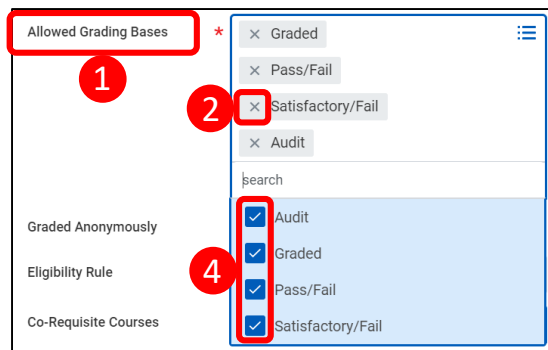 Allowed Grading Bases *
1
× Graded
× Pass/Fail
2 × Satisfactory/Fail
× Audit
search
Graded Anonymously
Eligibility Rule
Co-Requisite Courses
4
Audit
Graded
Pass/Fail
Satisfactory/Fail